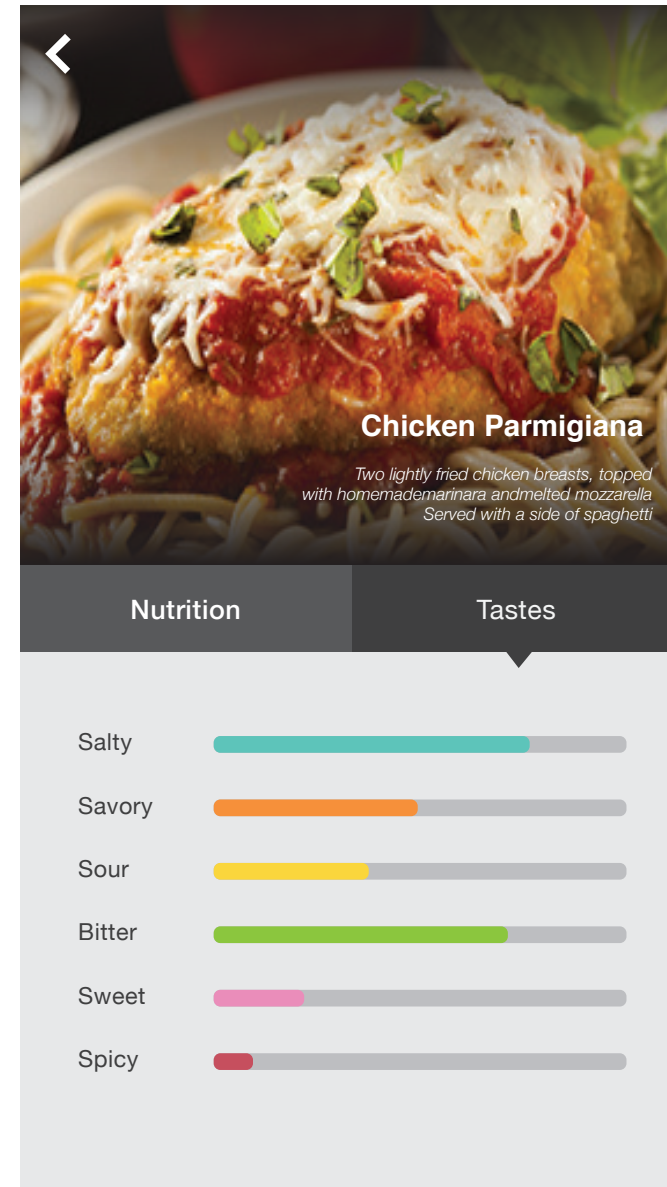 Chicken Parmigiana
Two lightly fried chicken breasts, topped
with homemademarinara andmelted mozzarella
Served with a side of spaghetti
Nutrition
Tastes
Salty
Savory
Sour
Bitter
Sweet
Spicy